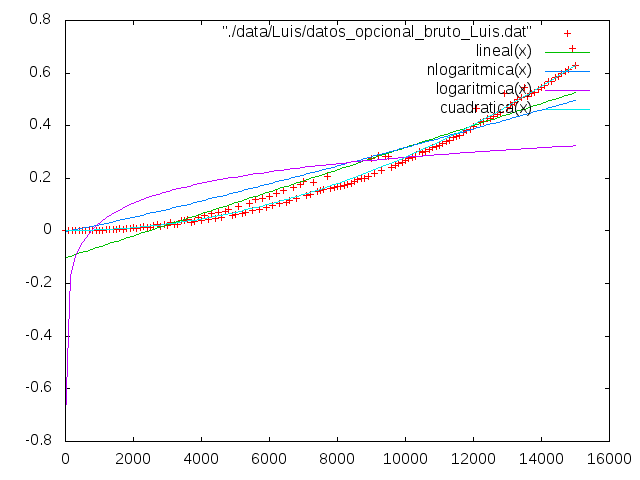 0.8
0.6
0.4
0.2
0
-0.2
-0.4
-0.6
-0.8
0 2000 4000 6000 8000 10000 12000 14000 16000
"./data/Luis/datos_opcional_bruto_Luis.dat"
lineal(x)
nlogaritmica(x)
logaritmica(x)
cuadratica(x)